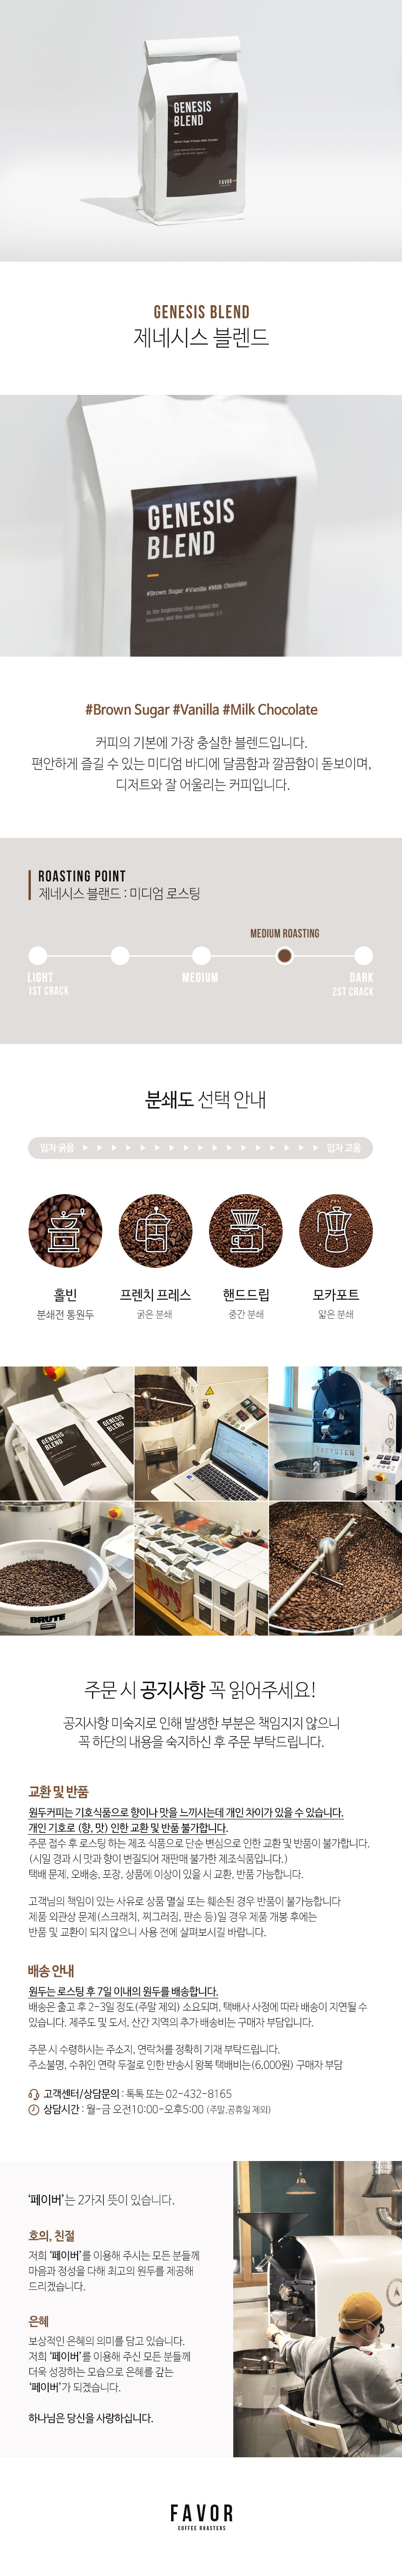 GENESIS
BLEND
FAVOR
GENESIS BLEND
제네시스 블렌드
GENESIS
BLEND
#Brown Sugar #Vanilla #Milk Chocolate
In the beginning God created the
heavens and the earth. Genesis 1:1
#Brown Sugar #Vanilla #Milk Chocolate
커피의 기본에 가장 충실한 블렌드입니다.
편안하게 즐길 수 있는 미디엄 바디에 달콤함과 깔끔함이 돋보이며,
디저트와 잘 어울리는 커피입니다.
ROASTING POINT
제네시스 블랜드 : 미디엄 로스팅
MEDIUM ROASTING
LIGHT MEDIUM DARK
1ST CRACK 2ST CRACK
분쇄도 선택 안내
입자 굵음 입자 고움
홀빈 프렌치 프레스 핸드드립 모카포트
분쇄전 통원두 굵은 분쇄 중간 분쇄 얇은 분쇄
GENESIS
BLEND
GENESIS
BLEND
EASYSTER
BRUTE
주문 시 공지사항 꼭 읽어주세요!
공지사항 미숙지로 인해 발생한 부분은 책임지지 않으니
꼭 하단의 내용을 숙지하신 후 주문 부탁드립니다.
교환 및 반품
원두커피는 기호식품으로 향이나 맛을 느끼시는데 개인 차이가 있을 수 있습니다.
개인 기호로 (향, 맛) 인한 교환 및 반품 불가합니다.
주문 접수 후 로스팅 하는 제조 식품으로 단순 변심으로 인한 교환 및 반품이 불가합니다.
(시일 경과 시 맛과 향이 변질되어 재판매 불가한 제조식품입니다.)
택배 문제, 오배송, 포장, 상품에 이상이 있을 시 교환, 반품 가능합니다.
고객님의 책임이 있는 사유로 상품 멸실 또는 훼손된 경우 반품이 불가능합니다
제품 외관상 문제(스크래치, 찌그러짐, 판손 등)일 경우 제품 개봉 후에는
반품 및 교환이 되지 않으니 사용 전에 살펴보시길 바랍니다.
배송 안내
원두는 로스팅 후 7일 이내의 원두를 배송합니다.
배송은 출고 후 2-3일 정도(주말 제외) 소요되며, 택배사 사정에 따라 배송이 지연될 수
있습니다. 제주도 및 도서, 산간 지역의 추가 배송비는 구매자 부담입니다.
주문 시 수령하시는 주소지, 연락처를 정확히 기재 부탁드립니다.
주소불명, 수취인 연락 두절로 인한 반송시 왕복 택배비는(6,000원) 구매자 부담
고객센터/상담문의 : 톡톡 또는 02-432-8165
상담시간 : 월-금 오전10:00-오후5:00 (주말,공휴일 제외)
‘페이버’는 2가지 뜻이 있습니다.
호의, 친절
저희 ‘페이버’를 이용해 주시는 모든 분들께
마음과 정성을 다해 최고의 원두를 제공해
드리겠습니다.
은혜
보상적인 은혜의 의미를 담고 있습니다.
저희 ‘페이버’를 이용해 주신 모든 분들께
더욱 성장하는 모습으로 은혜를 갚는
‘페이버’가 되겠습니다.
하나님은 당신을 사랑하십니다.
FAVOR
COFFEE ROASTERS